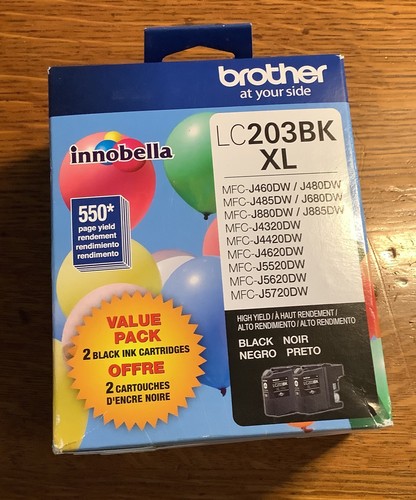 brother
at your side
LC203BK
XL
innobella
MFC-J460DW / J480DW
MFC-J485DW / J680DW
MFC-J880DW / J885DW
MFC-J4320DW
MFC-J4420DW
MFC-J4620DW
MFC-J5520DW
MFC-J5620DW
MFC-J5720DW
550*
page yield
rendement
rendimiento
rendimento
VALUE
PACK
2 BLACK INK CARTRIDGES
OFFRE
2 CARTOUCHES
D'ENCRE NOIRE
HIGH YIELD / À HAUT RENDEMENT /
ALTO RENDIMIENTO / ALTO RENDIMENTO
BLACK NOIR
NEGRO PRETO
LC203